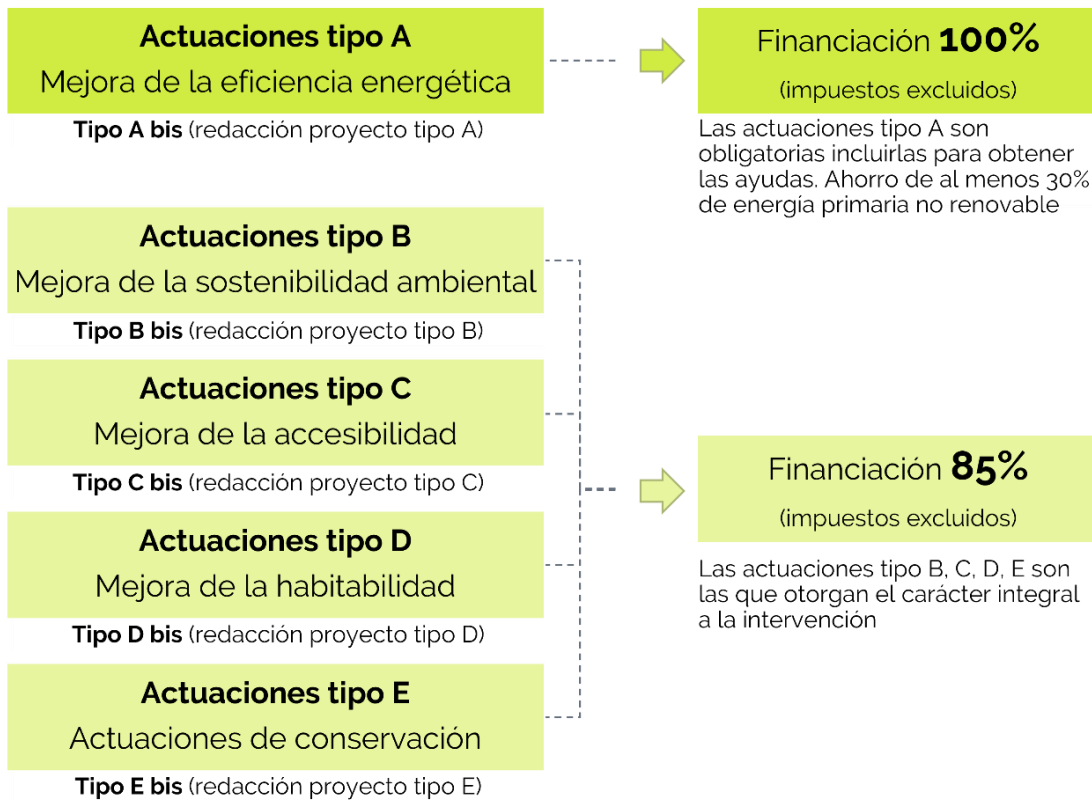 Actuaciones tipo A
Mejora de la eficiencia energética
Tipo A bis (redacción proyecto tipo A)
Financiación 100%
(impuestos excluidos)
Las actuaciones tipo A son
obligatorias incluirlas para obtener
las ayudas. Ahorro de al menos 30%
de energía primaria no renovable
Actuaciones tipo B
Mejora de la sostenibilidad ambiental
Tipo B bis (redacción proyecto tipo B)
Actuaciones tipo C
Mejora de la accesibilidad
Tipo C bis (redacción proyecto tipo C)
Actuaciones tipo D
Mejora de la habitabilidad
Tipo D bis (redacción proyecto tipo D)
Actuaciones tipo E
Actuaciones de conservación
Tipo E bis (redacción proyecto tipo E)
Financiación 85%
(impuestos excluidos)
Las actuaciones tipo B, C, D, E son
las que otorgan el carácter integral
a la intervención